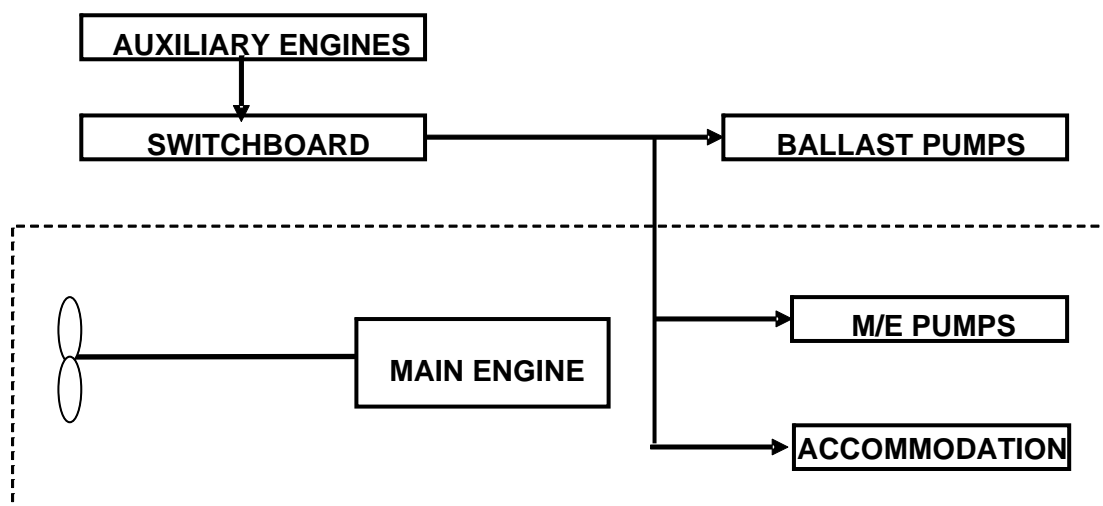 AUXILIARY ENGINES
SWITCHBOARD
BALLAST PUMPS
M/E PUMPS
MAIN ENGINE
ACCOMMODATION